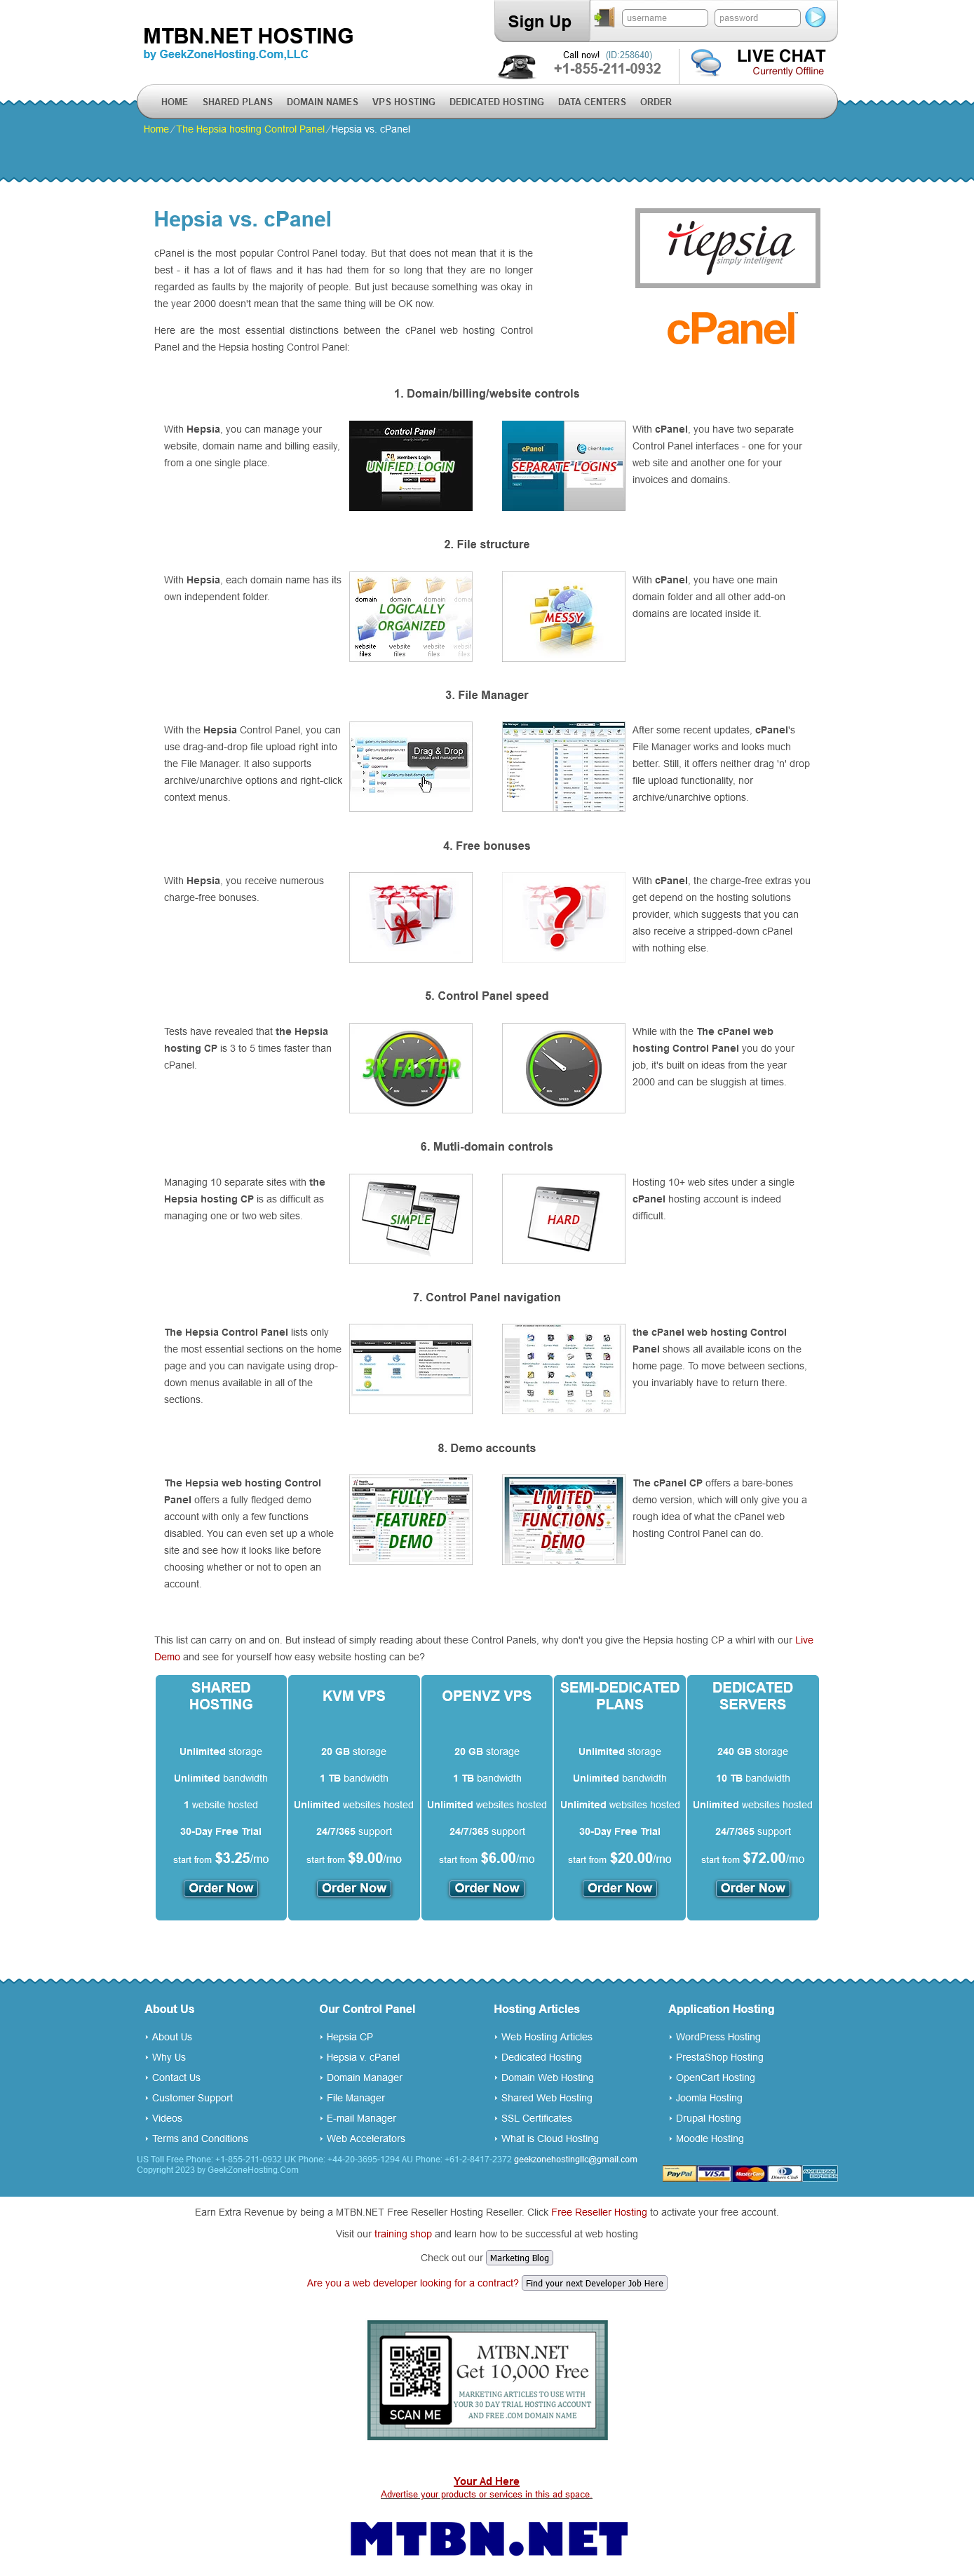 MTBN.NET HOSTING
by GeekZoneHosting.Com,LLC
Sign Up
username
password
Call now! (ID:258640)
+1-855-211-0932
LIVE CHAT
Currently Offline
HOME SHARED PLANS DOMAIN NAMES VPS HOSTING DEDICATED HOSTING DATA CENTERS ORDER
Home / The Hepsia hosting Control Panel / Hepsia vs. cPanel
Hepsia vs. cPanel
cPanel is the most popular Control Panel today. But that does not mean that it is the
best - it has a lot of flaws and it has had them for so long that they are no longer
regarded as faults by the majority of people. But just because something was okay in
the year 2000 doesn't mean that the same thing will be OK now.
Here are the most essential distinctions between the cPanel web hosting Control
Panel and the Hepsia hosting Control Panel:
Hepsia
simply intelligent
cPanel
1. Domain/billing/website controls
With Hepsia, you can manage your
website, domain name and billing easily,
from a one single place.
Control Panel
Members Login
UNIFIED LOGIN
cPanel
clientexec
SEPARATE LOGINS
With cPanel, you have two separate
Control Panel interfaces - one for your
web site and another one for your
invoices and domains.
2. File structure
With Hepsia, each domain name has its
own independent folder.
domain domain domain
LOGICALLY
ORGANIZED
website website website
files files files
MESSY
With cPanel, you have one main
domain folder and all other add-on
domains are located inside it.
3. File Manager
With the Hepsia Control Panel, you can
use drag-and-drop file upload right into
the File Manager. It also supports
archive/unarchive options and right-click
context menus.
Drag & Drop
file upload and management
After some recent updates, cPanel's
File Manager works and looks much
better. Still, it offers neither drag 'n' drop
file upload functionality, nor
archive/unarchive options.
4. Free bonuses
With Hepsia, you receive numerous
charge-free bonuses.
?
With cPanel, the charge-free extras you
get depend on the hosting solutions
provider, which suggests that you can
also receive a stripped-down cPanel
with nothing else.
5. Control Panel speed
Tests have revealed that the Hepsia
hosting CP is 3 to 5 times faster than
cPanel.
3X FASTER
While with the The cPanel web
hosting Control Panel you do your
job, it's built on ideas from the year
2000 and can be sluggish at times.
6. Mutli-domain controls
Managing 10 separate sites with the
Hepsia hosting CP is as difficult as
managing one or two web sites.
SIMPLE
HARD
Hosting 10+ web sites under a single
cPanel hosting account is indeed
difficult.
7. Control Panel navigation
The Hepsia Control Panel lists only
the most essential sections on the home
page and you can navigate using drop-
down menus available in all of the
sections.
the cPanel web hosting Control
Panel shows all available icons on the
home page. To move between sections,
you invariably have to return there.
8. Demo accounts
The Hepsia web hosting Control
Panel offers a fully fledged demo
account with only a few functions
disabled. You can even set up a whole
site and see how it looks like before
choosing whether or not to open an
account.
FULLY
FEATURED
DEMO
LIMITED
FUNCTIONS
DEMO
The cPanel CP offers a bare-bones
demo version, which will only give you a
rough idea of what the cPanel web
hosting Control Panel can do.
This list can carry on and on. But instead of simply reading about these Control Panels, why don't you give the Hepsia hosting CP a whirl with our Live
Demo and see for yourself how easy website hosting can be?
SHARED
HOSTING
Unlimited storage
Unlimited bandwidth
1 website hosted
30-Day Free Trial
start from $3.25/mo
Order Now
KVM VPS
20 GB storage
1 TB bandwidth
Unlimited websites hosted
24/7/365 support
start from $9.00/mo
Order Now
OPENVZ VPS
20 GB storage
1 TB bandwidth
Unlimited websites hosted
24/7/365 support
start from $6.00/mo
Order Now
SEMI-DEDICATED
PLANS
Unlimited storage
Unlimited bandwidth
Unlimited websites hosted
30-Day Free Trial
start from $20.00/mo
Order Now
DEDICATED
SERVERS
240 GB storage
10 TB bandwidth
Unlimited websites hosted
24/7/365 support
start from $72.00/mo
Order Now
About Us
About Us
Why Us
Contact Us
Customer Support
Videos
Terms and Conditions
Our Control Panel
Hepsia CP
Hepsia v. cPanel
Domain Manager
File Manager
E-mail Manager
Web Accelerators
Hosting Articles
Web Hosting Articles
Dedicated Hosting
Domain Web Hosting
Shared Web Hosting
SSL Certificates
What is Cloud Hosting
Application Hosting
WordPress Hosting
PrestaShop Hosting
OpenCart Hosting
Joomla Hosting
Drupal Hosting
Moodle Hosting
US Toll Free Phone: +1-855-211-0932 UK Phone: +44-20-3695-1294 AU Phone: +61-2-8417-2372 geekzonehostingllc@gmail.com
Copyright 2023 by GeekZoneHosting.Com
PayPal VISA MasterCard Diners Club AMERICAN EXPRESS
Earn Extra Revenue by being a MTBN.NET Free Reseller Hosting Reseller. Click Free Reseller Hosting to activate your free account.
Visit our training shop and learn how to be successful at web hosting
Check out our Marketing Blog
Are you a web developer looking for a contract? Find your next Developer Job Here
SCAN ME
MTBN.NET
Get 10,000 Free
MARKETING ARTICLES TO USE WITH
YOUR 30 DAY TRIAL HOSTING ACCOUNT
AND FREE .COM DOMAIN NAME
Your Ad Here
Advertise your products or services in this ad space.
MTBN.NET